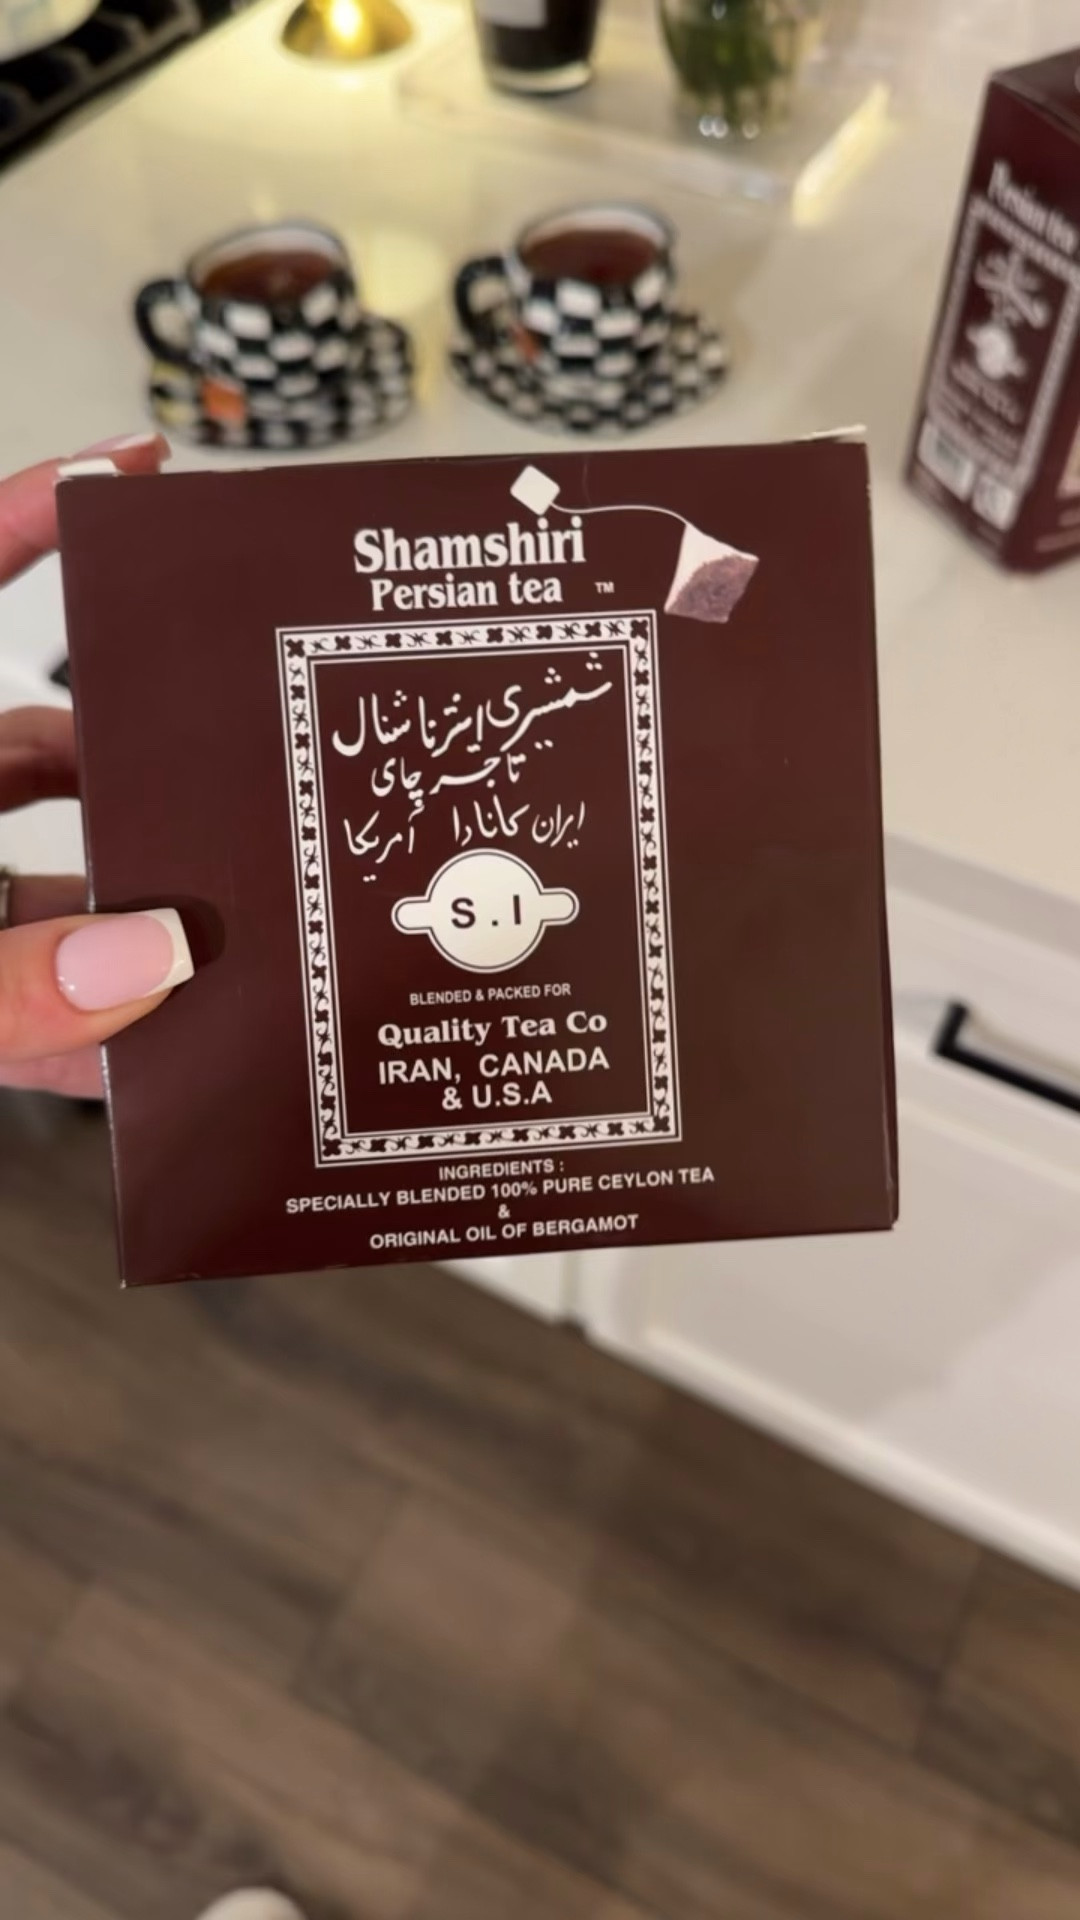 Shamshiri
Persian tea ™
شمشیری اینترناشنال
تاجر چای
ایران کانادا آمریکا
S . I
BLENDED & PACKED FOR
Quality Tea Co
IRAN, CANADA
& U.S.A
INGREDIENTS :
SPECIALLY BLENDED 100% PURE CEYLON TEA
&
ORIGINAL OIL OF BERGAMOT
Persian tea